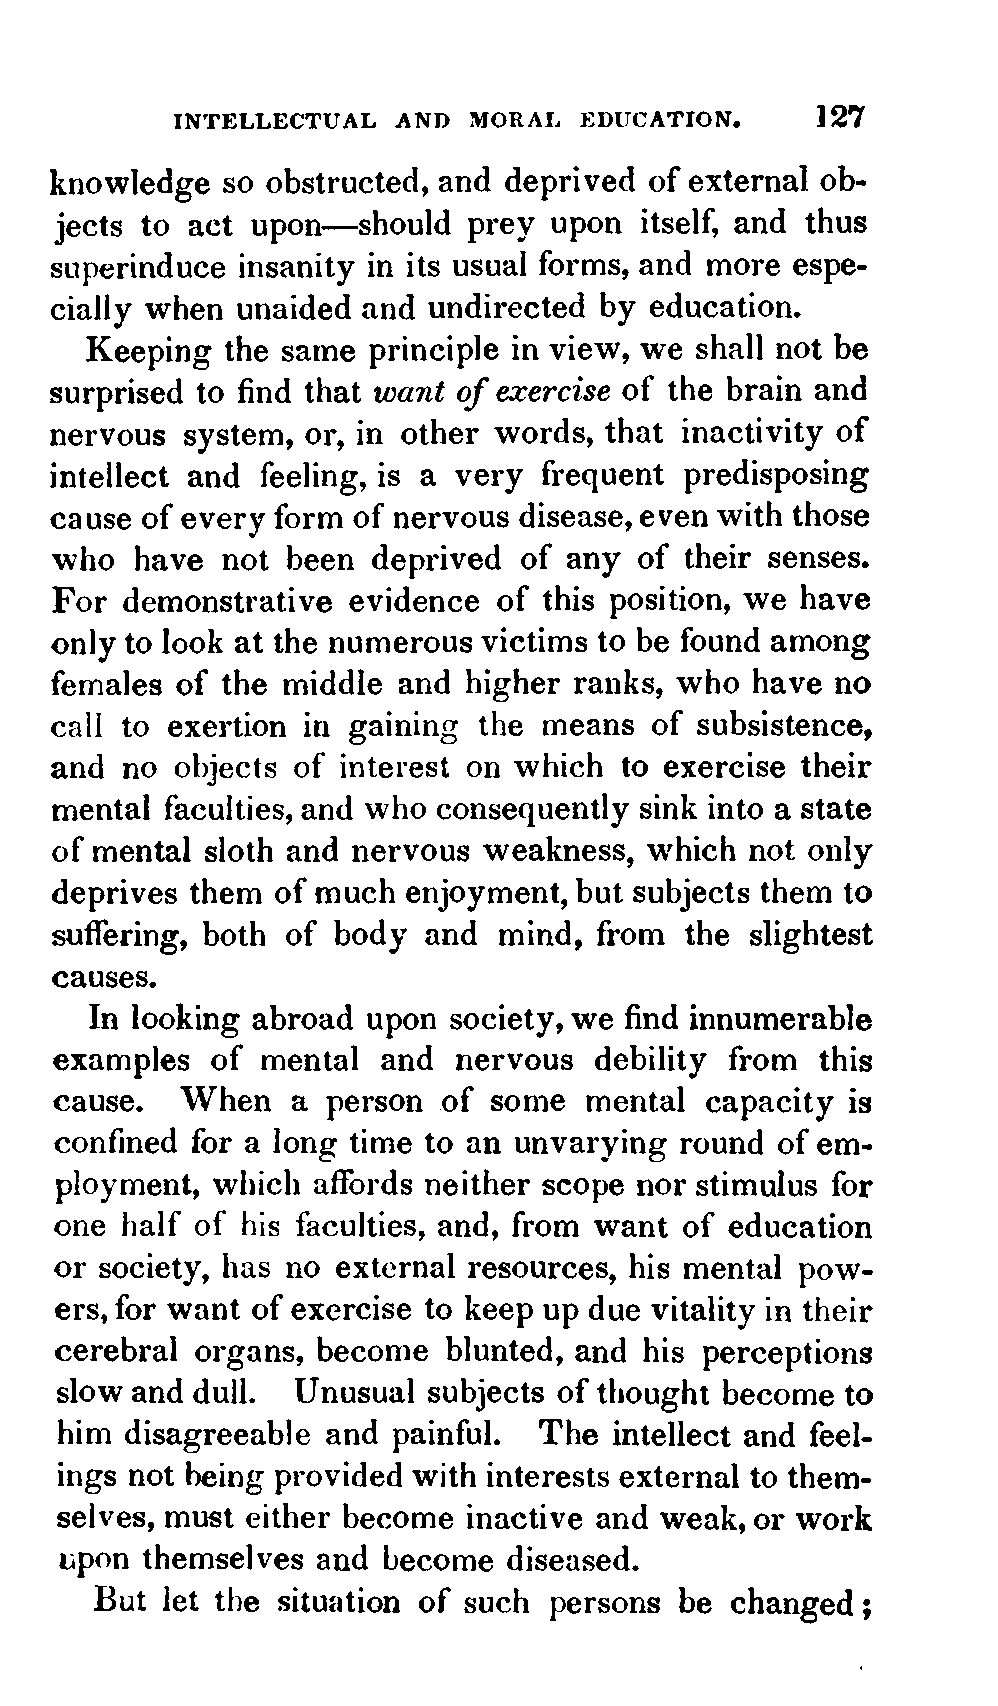 INTELLECTUAL AND MORAL EDUCATION. 127
knowledge so obstructed, and deprived of external ob-
jects to act upon—should prey upon itself, and thus
superinduce insanity in its usual forms, and more espe-
cially when unaided and undirected by education.
Keeping the same principle in view, we shall not be
surprised to find that want of exercise of the brain and
nervous system, or, in other words, that inactivity of
intellect and feeling, is a very frequent predisposing
cause of every form of nervous disease, even with those
who have not been deprived of any of their senses.
For demonstrative evidence of this position, we have
only to look at the numerous victims to be found among
females of the middle and higher ranks, who have no
call to exertion in gaining the means of subsistence,
and no objects of interest on which to exercise their
mental faculties, and who consequently sink into a state
of mental sloth and nervous weakness, which not only
deprives them of much enjoyment, but subjects them to
suffering, both of body and mind, from the slightest
causes.
In looking abroad upon society, we find innumerable
examples of mental and nervous debility from this
cause. When a person of some mental capacity is
confined for a long time to an unvarying round of em-
ployment, which affords neither scope nor stimulus for
one half of his faculties, and, from want of education
or society, has no external resources, his mental pow-
ers, for want of exercise to keep up due vitality in their
cerebral organs, become blunted, and his perceptions
slow and dull. Unusual subjects of thought become to
him disagreeable and painful. The intellect and feel-
ings not being provided with interests external to them-
selves, must either become inactive and weak, or work
upon themselves and become diseased.
But let the situation of such persons be changed;